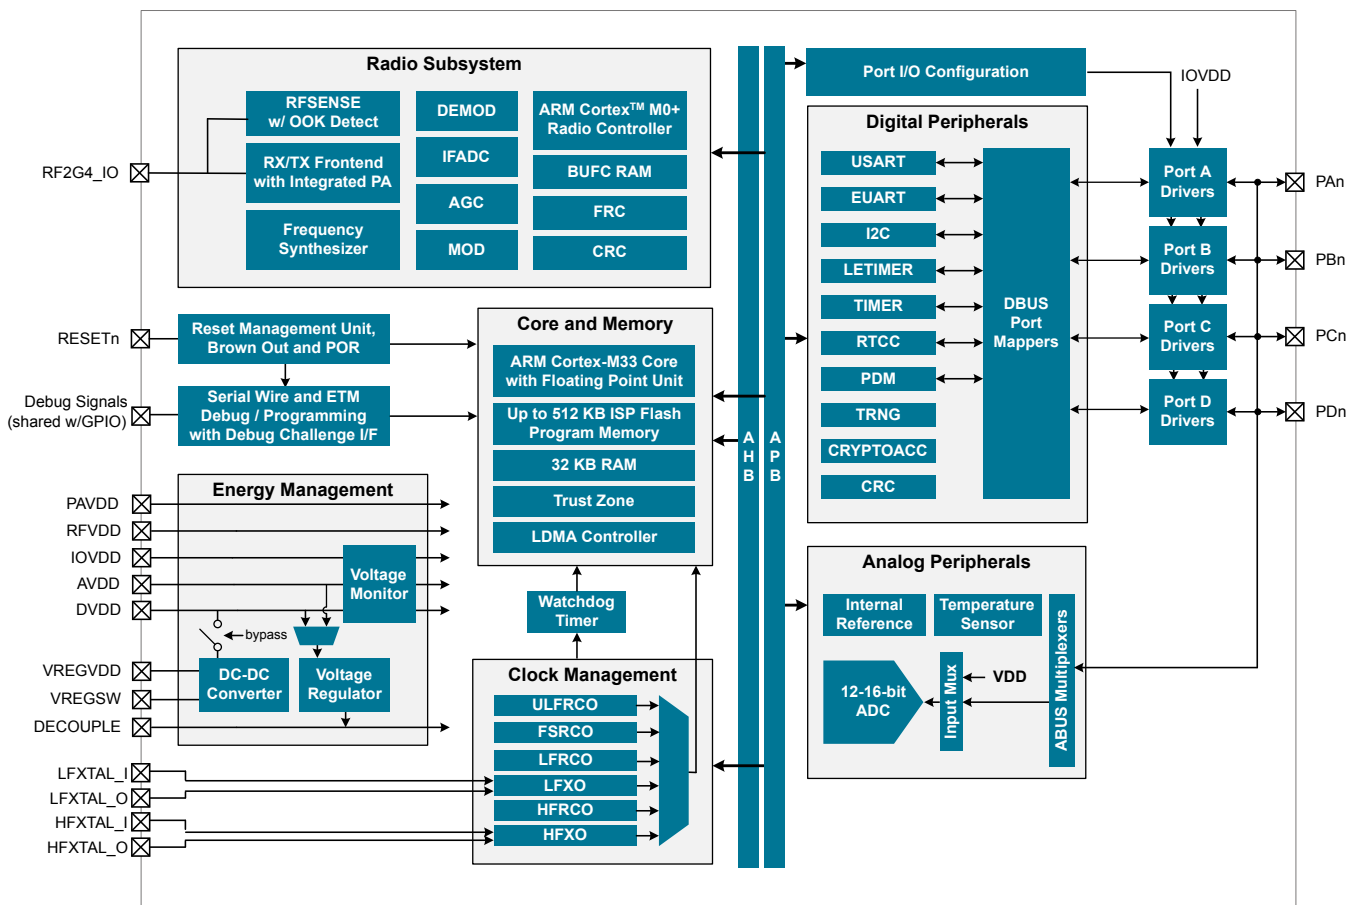 Radio Subsystem
RFSENSE
w/ OOK Detect
RX/TX Frontend
with Integrated PA
Frequency
Synthesizer
DEMOD
IFADC
AGC
MOD
ARM Cortex™ M0+
Radio Controller
BUFC RAM
FRC
CRC
RF2G4_IO
RESETn
Reset Management Unit,
Brown Out and POR
Debug Signals
(shared w/GPIO)
Serial Wire and ETM
Debug / Programming
with Debug Challenge I/F
Core and Memory
ARM Cortex-M33 Core
with Floating Point Unit
Up to 512 KB ISP Flash
Program Memory
32 KB RAM
Trust Zone
LDMA Controller
Energy Management
PAVDD
RFVDD
IOVDD
AVDD
DVDD
Voltage
Monitor
bypass
VREGVDD
VREGSW
DECOUPLE
DC-DC
Converter
Voltage
Regulator
Watchdog
Timer
Clock Management
ULFRCO
FSRCO
LFRCO
LFXO
HFRCO
HFXO
LFXTAL_I
LFXTAL_O
HFXTAL_I
HFXTAL_O
A
H
B
A
P
B
Port I/O Configuration
IOVDD
Digital Peripherals
USART
EUART
I2C
LETIMER
TIMER
RTCC
PDM
TRNG
CRYPTOACC
CRC
DBUS
Port
Mappers
Port A
Drivers
Port B
Drivers
Port C
Drivers
Port D
Drivers
PAn
PBn
PCn
PDn
Analog Peripherals
Internal
Reference
Temperature
Sensor
12-16-bit
ADC
Input Mux
VDD
ABUS Multiplexers